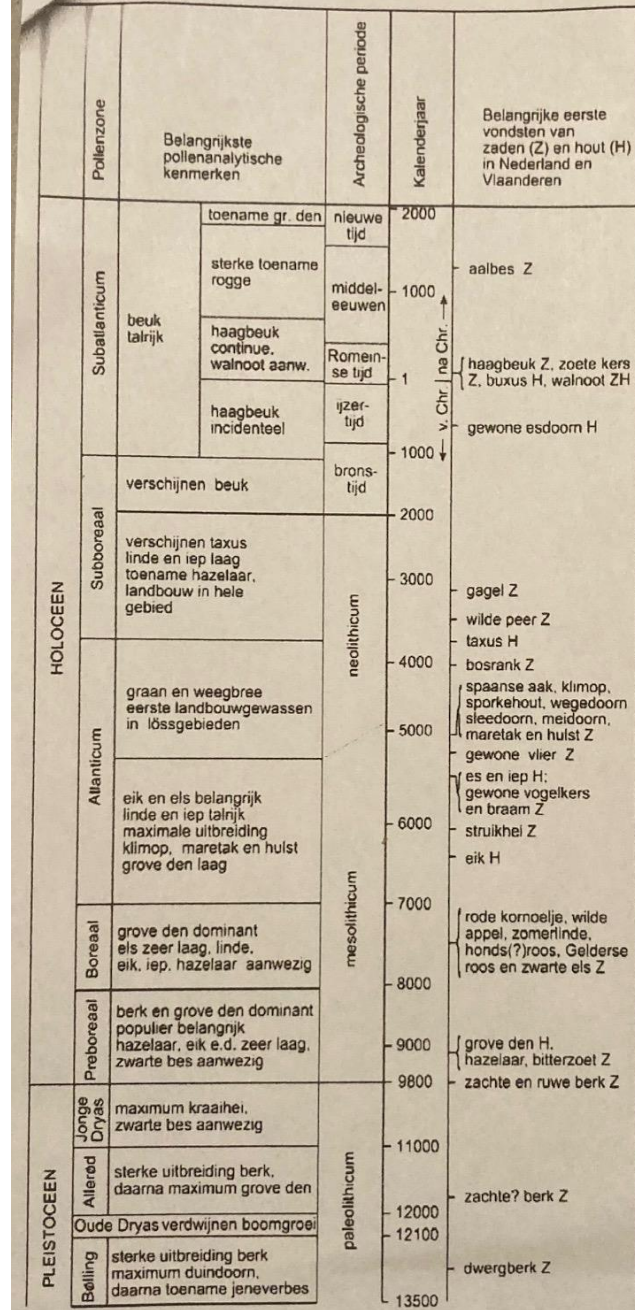 Pollenzone
Belangrijkste
pollenanalytische
kenmerken
Archeologische periode
Kalenderjaar
Belangrijke eerste
vondsten van
zaden (Z) en hout (H)
in Nederland en
Vlaanderen
HOLOCEEN
Subatlanticum
beuk
talrijk
toename gr. den
sterke toename
rogge
haagbeuk
continue.
walnoot aanw.
haagbeuk
incidenteel
nieuwe
tijd
middel-
eeuwen
Romein-
se tijd
ijzer-
tijd
2000
1000
1
1000
v. Chr. na Chr.
aalbes Z
haagbeuk Z, zoete kers
Z, buxus H, walnoot ZH
gewone esdoorn H
Subboreaal
verschijnen beuk
brons-
tijd
2000
verschijnen taxus
linde en iep laag
toename hazelaar,
landbouw in hele
gebied
neolithicum
3000
gagel Z
wilde peer Z
taxus H
4000
bosrank Z
Atlanticum
graan en weegbree
eerste landbouwgewassen
in lössgebieden
5000
spaanse aak, klimop,
sporkehout, wegedoorn
sleedoorn, meidoorn,
maretak en hulst Z
gewone vlier Z
eik en els belangrijk
linde en iep talrijk
maximale uitbreiding
klimop, maretak en hulst
grove den laag
mesolithicum
6000
es en iep H;
gewone vogelkers
en braam Z
struikhei Z
eik H
7000
Boreaal
grove den dominant
els zeer laag, linde,
eik, iep, hazelaar aanwezig
8000
rode kornoelje, wilde
appel, zomerlinde,
honds(?)roos, Gelderse
roos en zwarte els Z
Preboreaal
berk en grove den dominant
populier belangrijk
hazelaar, eik e.d. zeer laag,
zwarte bes aanwezig
9000
grove den H,
hazelaar, bitterzoet Z
9800
zachte en ruwe berk Z
PLEISTOCEEN
Jonge
Dryas
maximum kraaihei,
zwarte bes aanwezig
paleolithicum
11000
Allerød
sterke uitbreiding berk,
daarna maximum grove den
zachte? berk Z
12000
Oude Dryas verdwijnen boomgroei
12100
Bølling
sterke uitbreiding berk
maximum duindoorn,
daarna toename jeneverbes
dwergberk Z
13500